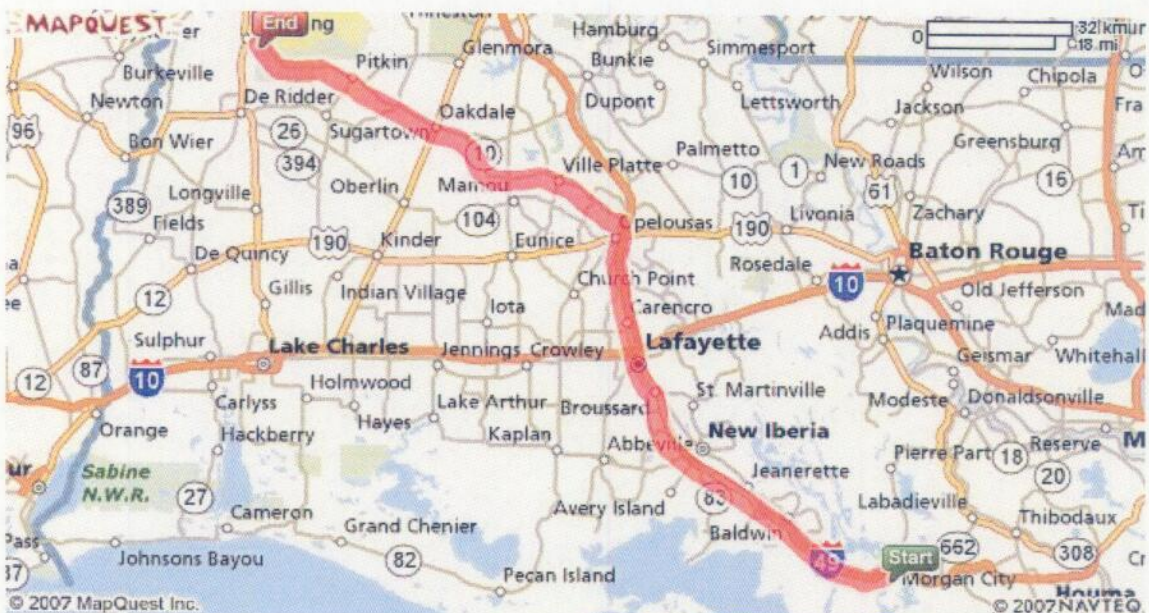 MAPQUEST
End
Hamburg
Simmesport
0
32 km
18 mi
Glenmora
Bunkie
Burkeville
Pitkin
Wilson
Chipola
Newton
De Ridder
Oakdale
Dupont
Lettsworth
Jackson
96
26
Sugartown
Greensburg
Bon Wier
394
10
Ville Platte
Palmetto
New Roads
Longville
Oberlin
Mamou
10
1
61
16
389
Fields
104
Livonia
Zachary
190
Kinder
Eunice
pelousas
190
De Quincy
Church Point
Rosedale
Baton Rouge
12
Gillis
Indian Village
Iota
Carencro
10
Old Jefferson
Sulphur
Addis
Plaquemine
Lake Charles
Jennings
Crowley
Lafayette
Geismar
Whitehall
12
87
10
Holmwood
St. Martinville
Carlyss
Hayes
Lake Arthur
Broussard
Modeste
Donaldsonville
Orange
Hackberry
Kaplan
Abbeville
New Iberia
Pierre Part
18
Reserve
Sabine
N.W.R.
27
Jeanerette
20
Avery Island
83
Labadieville
Cameron
Grand Chenier
Baldwin
Thibodaux
Pass
Johnsons Bayou
82
49
Start
662
308
Pecan Island
Morgan City
Houma
© 2007 MapQuest Inc.
© 2007 NAVTEQ